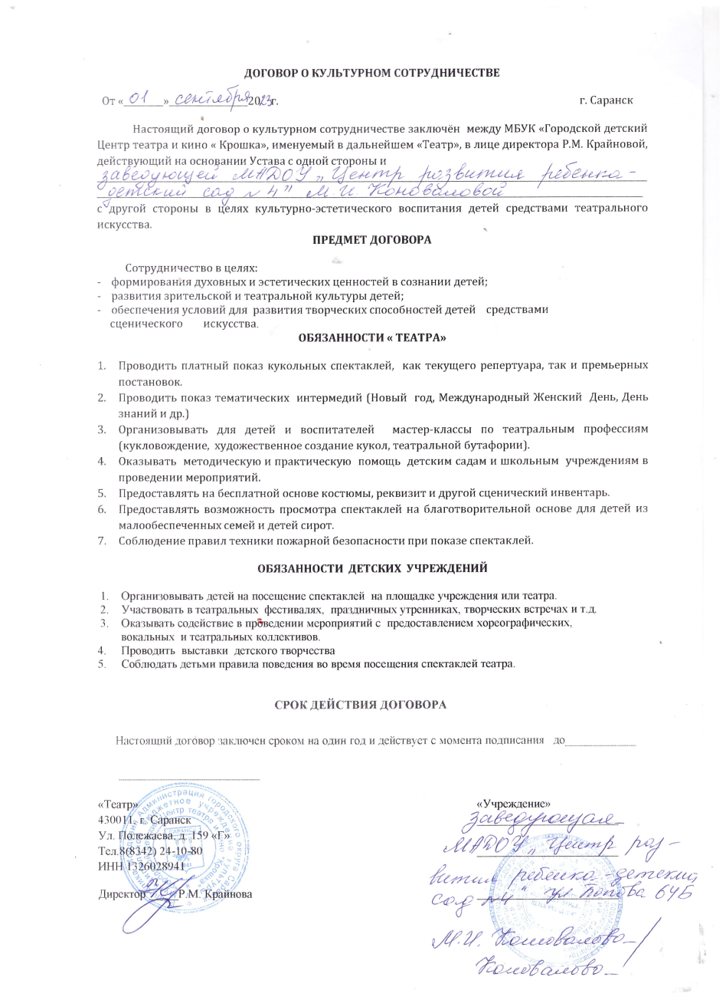 ДОГОВОР О КУЛЬТУРНОМ СОТРУДНИЧЕСТВЕ
От «01» сентября 2023г. г. Саранск
Настоящий договор о культурном сотрудничестве заключён между МБУК «Городской детский
Центр театра и кино « Крошка», именуемый в дальнейшем «Театр», в лице директора Р.М. Крайновой,
действующий на основании Устава с одной стороны и
заведующей МАДОУ „Центр развития ребенка –
детский сад №4" М.И. Коноваловой
с другой стороны в целях культурно-эстетического воспитания детей средствами театрального
искусства.
ПРЕДМЕТ ДОГОВОРА
Сотрудничество в целях:
- формирования духовных и эстетических ценностей в сознании детей;
- развития зрительской и театральной культуры детей;
- обеспечения условий для развития творческих способностей детей средствами
сценического искусства.
ОБЯЗАННОСТИ « ТЕАТРА»
1. Проводить платный показ кукольных спектаклей, как текущего репертуара, так и премьерных
постановок.
2. Проводить показ тематических интермедий (Новый год, Международный Женский День, День
знаний и др.)
3. Организовывать для детей и воспитателей мастер-классы по театральным профессиям
(кукловождение, художественное создание кукол, театральной бутафории).
4. Оказывать методическую и практическую помощь детским садам и школьным учреждениям в
проведении мероприятий.
5. Предоставлять на бесплатной основе костюмы, реквизит и другой сценический инвентарь.
6. Предоставлять возможность просмотра спектаклей на благотворительной основе для детей из
малообеспеченных семей и детей сирот.
7. Соблюдение правил техники пожарной безопасности при показе спектаклей.
ОБЯЗАННОСТИ ДЕТСКИХ УЧРЕЖДЕНИЙ
1. Организовывать детей на посещение спектаклей на площадке учреждения или театра.
2. Участвовать в театральных фестивалях, праздничных утренниках, творческих встречах и т.д.
3. Оказывать содействие в проведении мероприятий с предоставлением хореографических,
вокальных и театральных коллективов.
4. Проводить выставки детского творчества
5. Соблюдать детьми правила поведения во время посещения спектаклей театра.
СРОК ДЕЙСТВИЯ ДОГОВОРА
Настоящий договор заключен сроком на один год и действует с момента подписания до
«Театр»
430011, г. Саранск
Ул. Полежаева, д. 159 «Г»
Тел.8(8342) 24-10-80
ИНН 1326028941
Директор Р.М. Крайнова
«Учреждение»
Заведующая
МАДОУ „Центр раз-
вития ребенка -детский
сад №4" ул Попова 64Б
М.И. Коновалова /
Коновалова